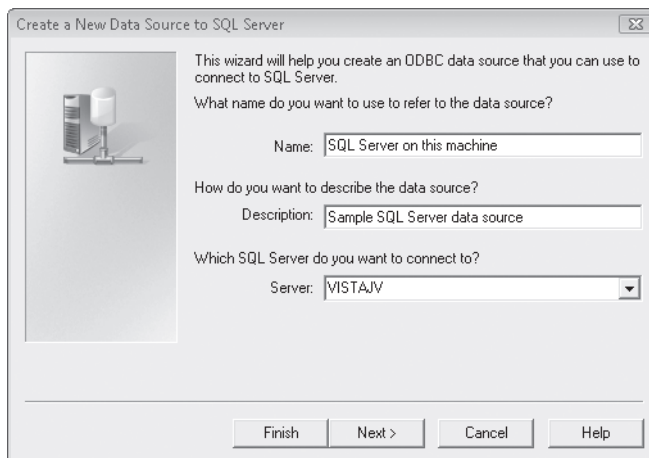 Create a New Data Source to SQL Server
This wizard will help you create an ODBC data source that you can use to
connect to SQL Server.
What name do you want to use to refer to the data source?
Name: SQL Server on this machine
How do you want to describe the data source?
Description: Sample SQL Server data source
Which SQL Server do you want to connect to?
Server: VISTAJV
Finish Next > Cancel Help